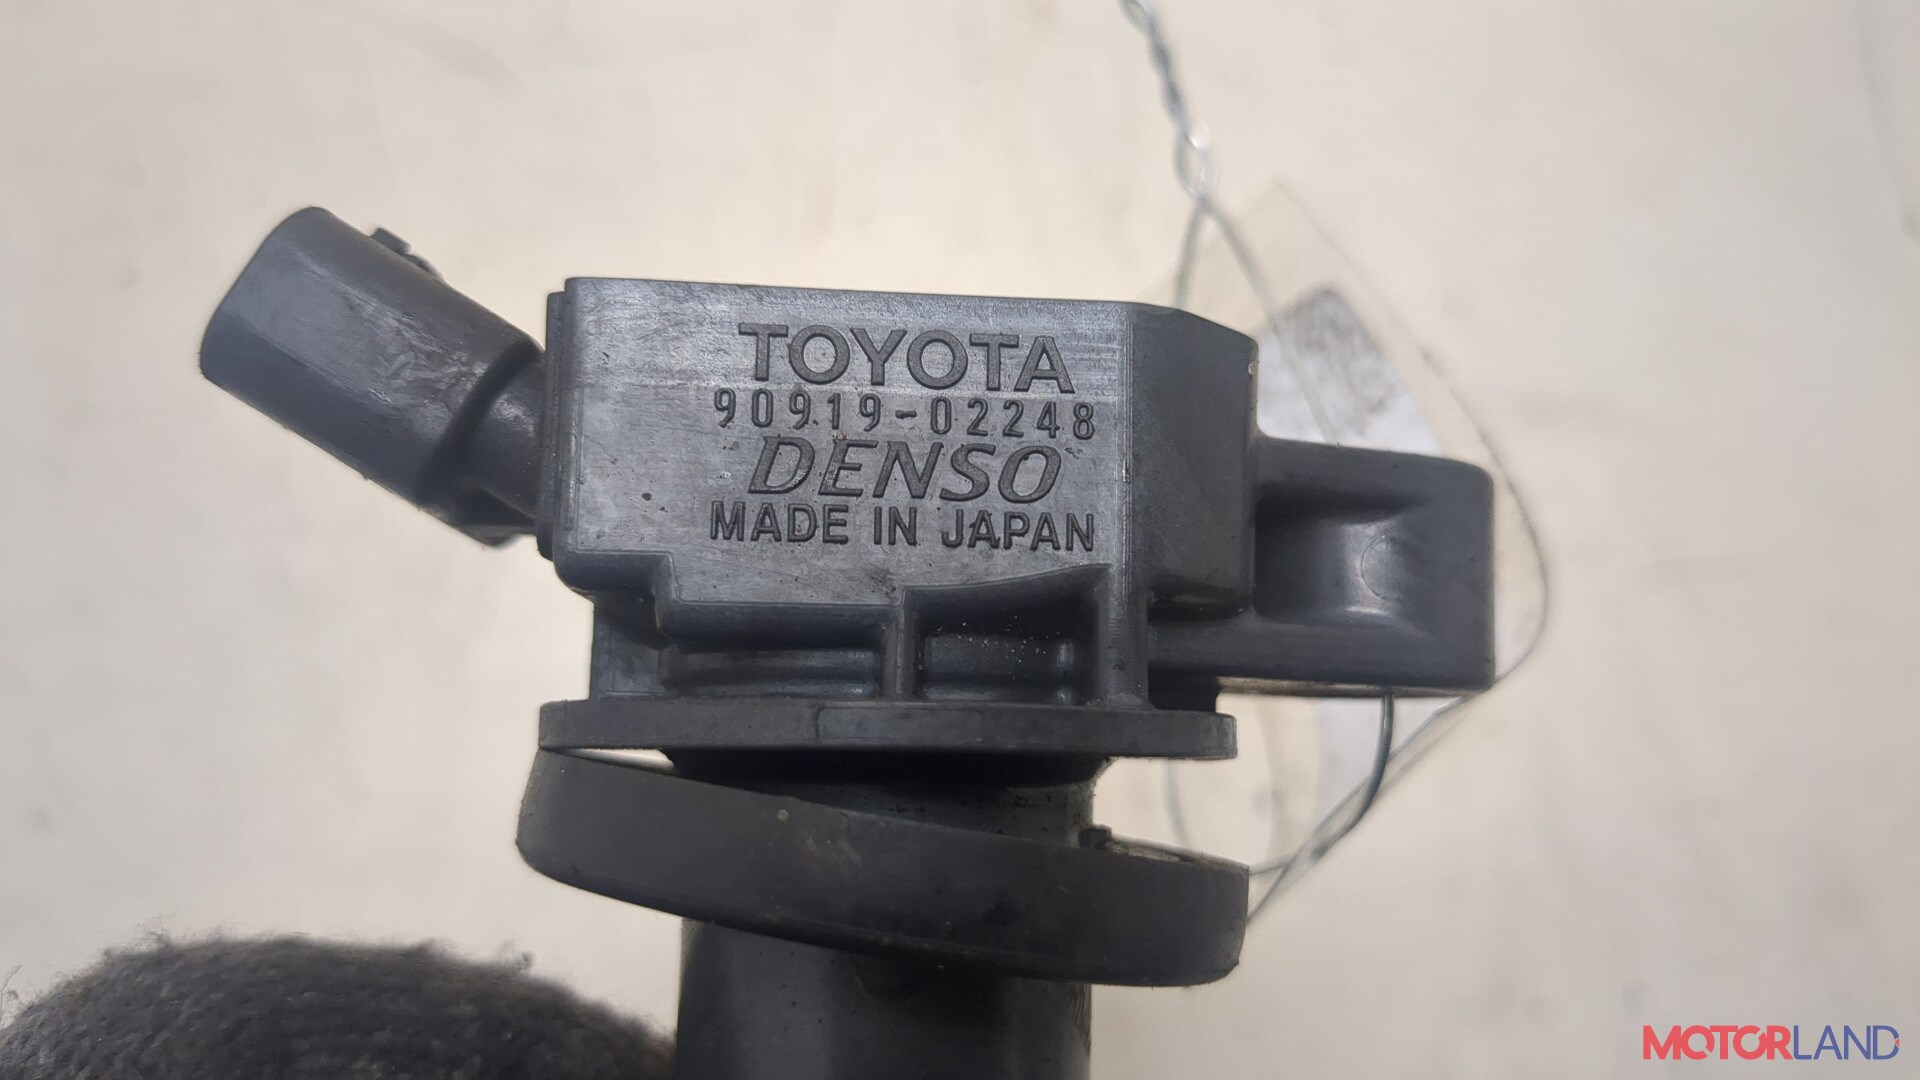 TOYOTA
90919-02248
DENSO
MADE IN JAPAN
MOTORLAND